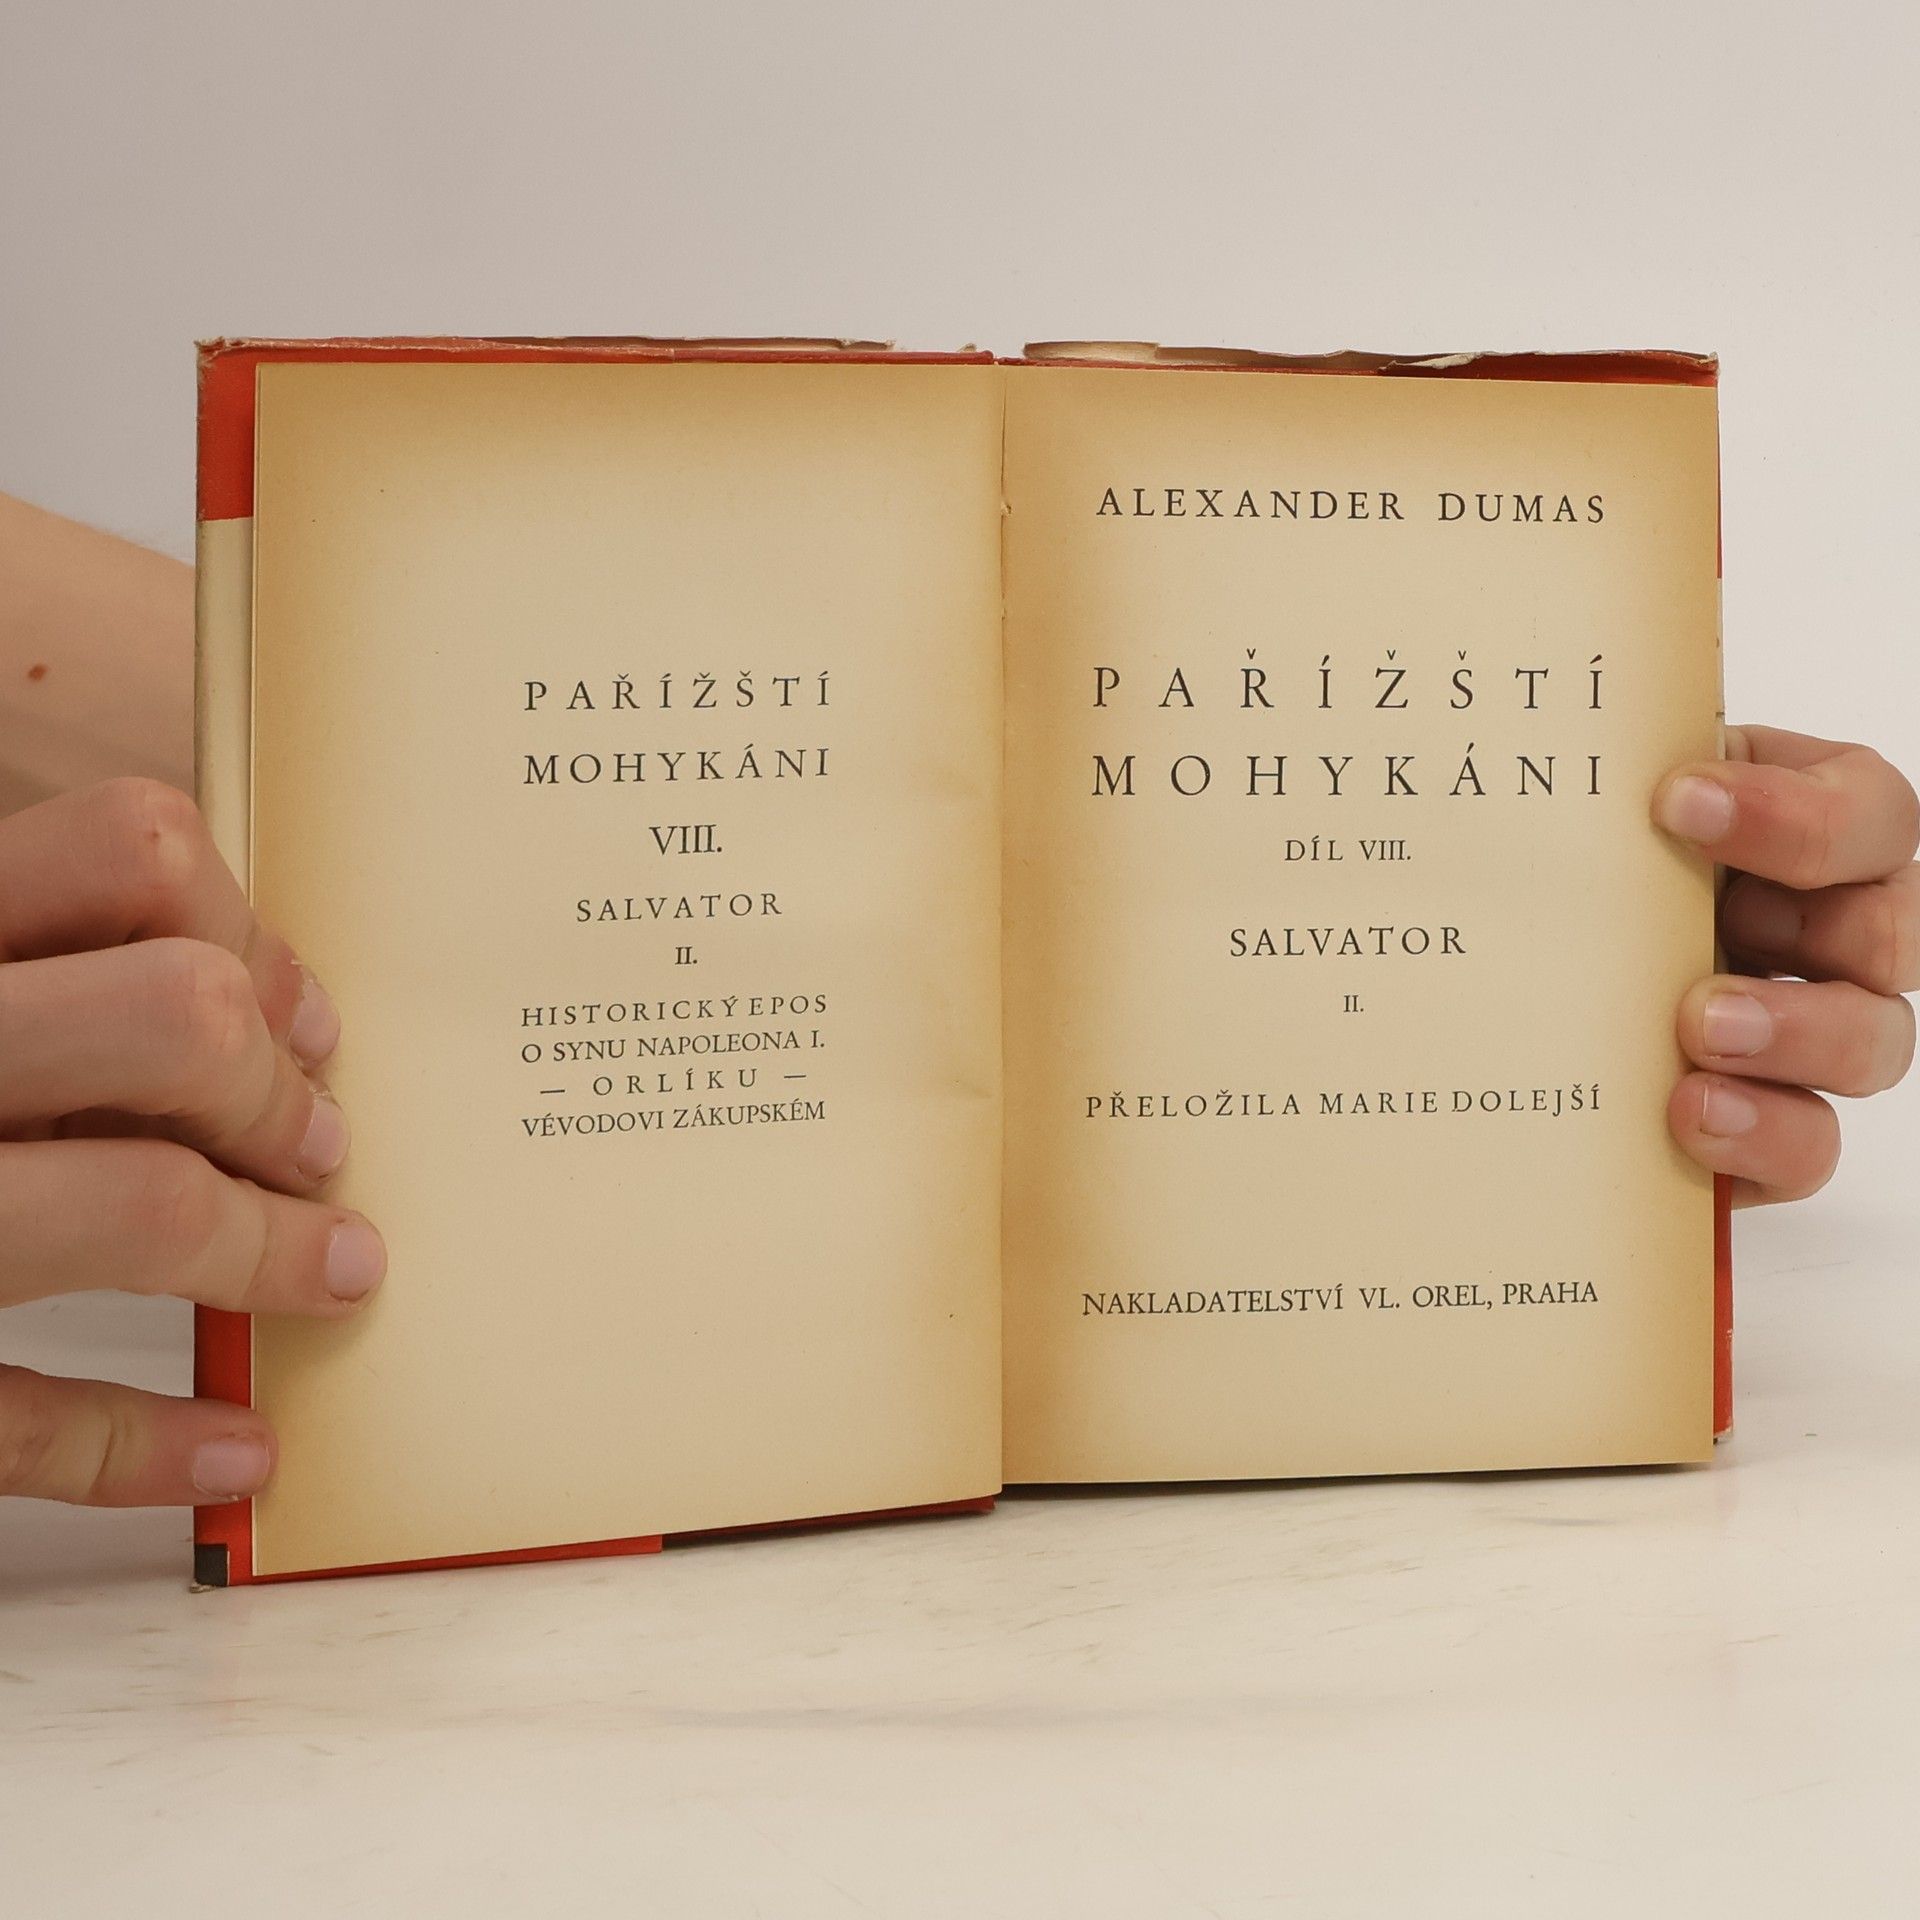 PAŘÍŽŠTÍ
MOHYKÁNI
VIII.
SALVATOR
II.
HISTORICKÝ EPOS
O SYNU NAPOLEONA I.
— ORLÍKU —
VÉVODOVI ZÁKUPSKÉM
ALEXANDER DUMAS
PAŘÍŽŠTÍ
MOHYKÁNI
DÍL VIII.
SALVATOR
II.
PŘELOŽILA MARIE DOLEJŠÍ
NAKLADATELSTVÍ VL. OREL, PRAHA